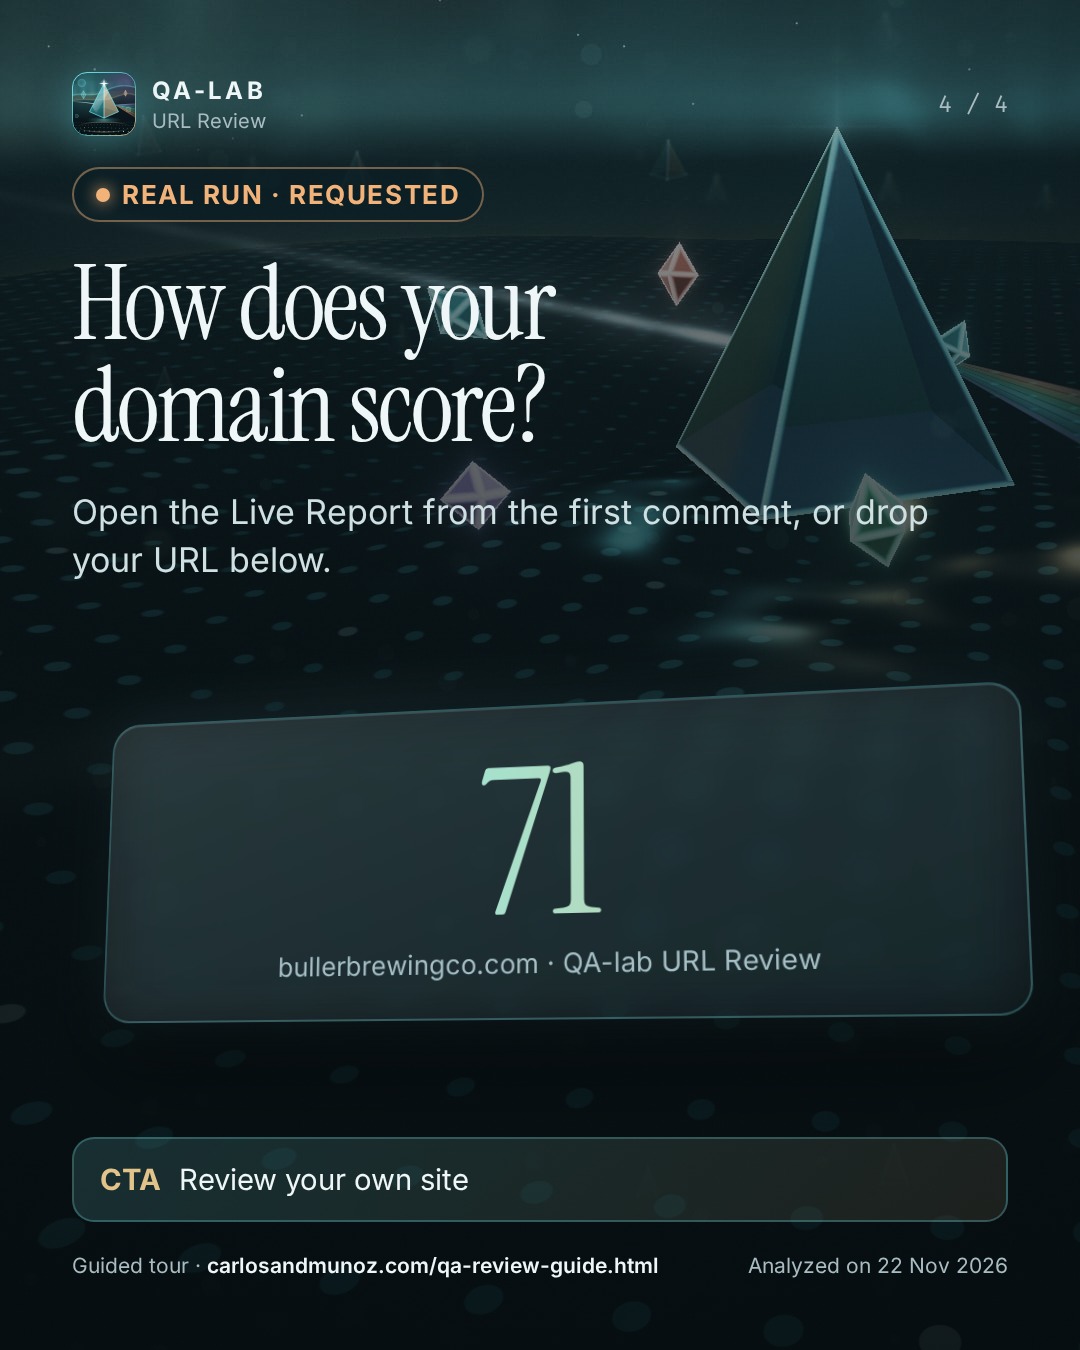 QA-LAB
URL Review
4 / 4
REAL RUN · REQUESTED
How does your
domain score?
Open the Live Report from the first comment, or drop
your URL below.
71
bullerbrewingco.com · QA-lab URL Review
CTA Review your own site
Guided tour · carlosandmunoz.com/qa-review-guide.html
Analyzed on 22 Nov 2026